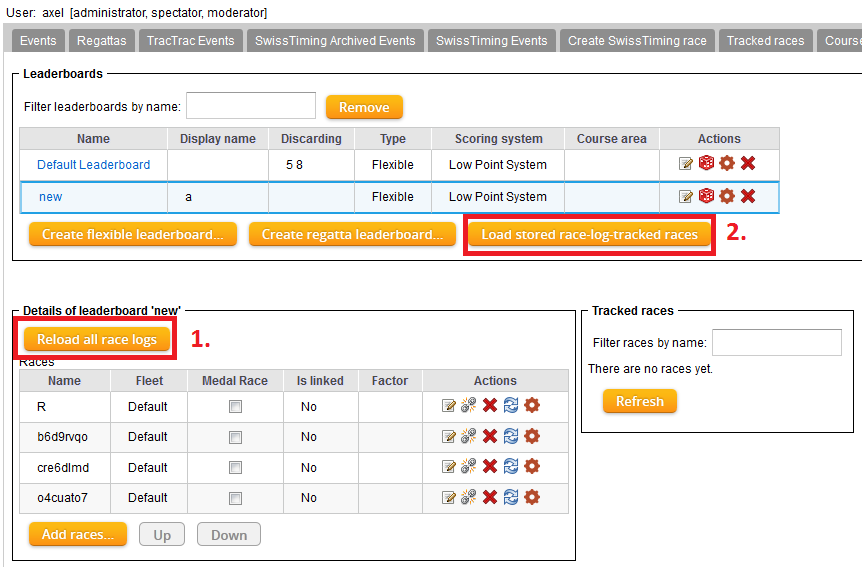 User: axel [administrator, spectator, moderator]
Events Regattas TracTrac Events SwissTiming Archived Events SwissTiming Events Create SwissTiming race Tracked races Course
Leaderboards
Filter leaderboards by name: Remove
Name Display name Discarding Type Scoring system Course area Actions
Default Leaderboard 5 8 Flexible Low Point System
new a Flexible Low Point System
Create flexible leaderboard... Create regatta leaderboard... Load stored race-log-tracked races 2.
Details of leaderboard 'new'
Reload all race logs 1.
Races
Name Fleet Medal Race Is linked Factor Actions
R Default No
b6d9rvqo Default No
cre6dlmd Default No
o4cuato7 Default No
Add races... Up Down
Tracked races
Filter races by name:
There are no races yet.
Refresh